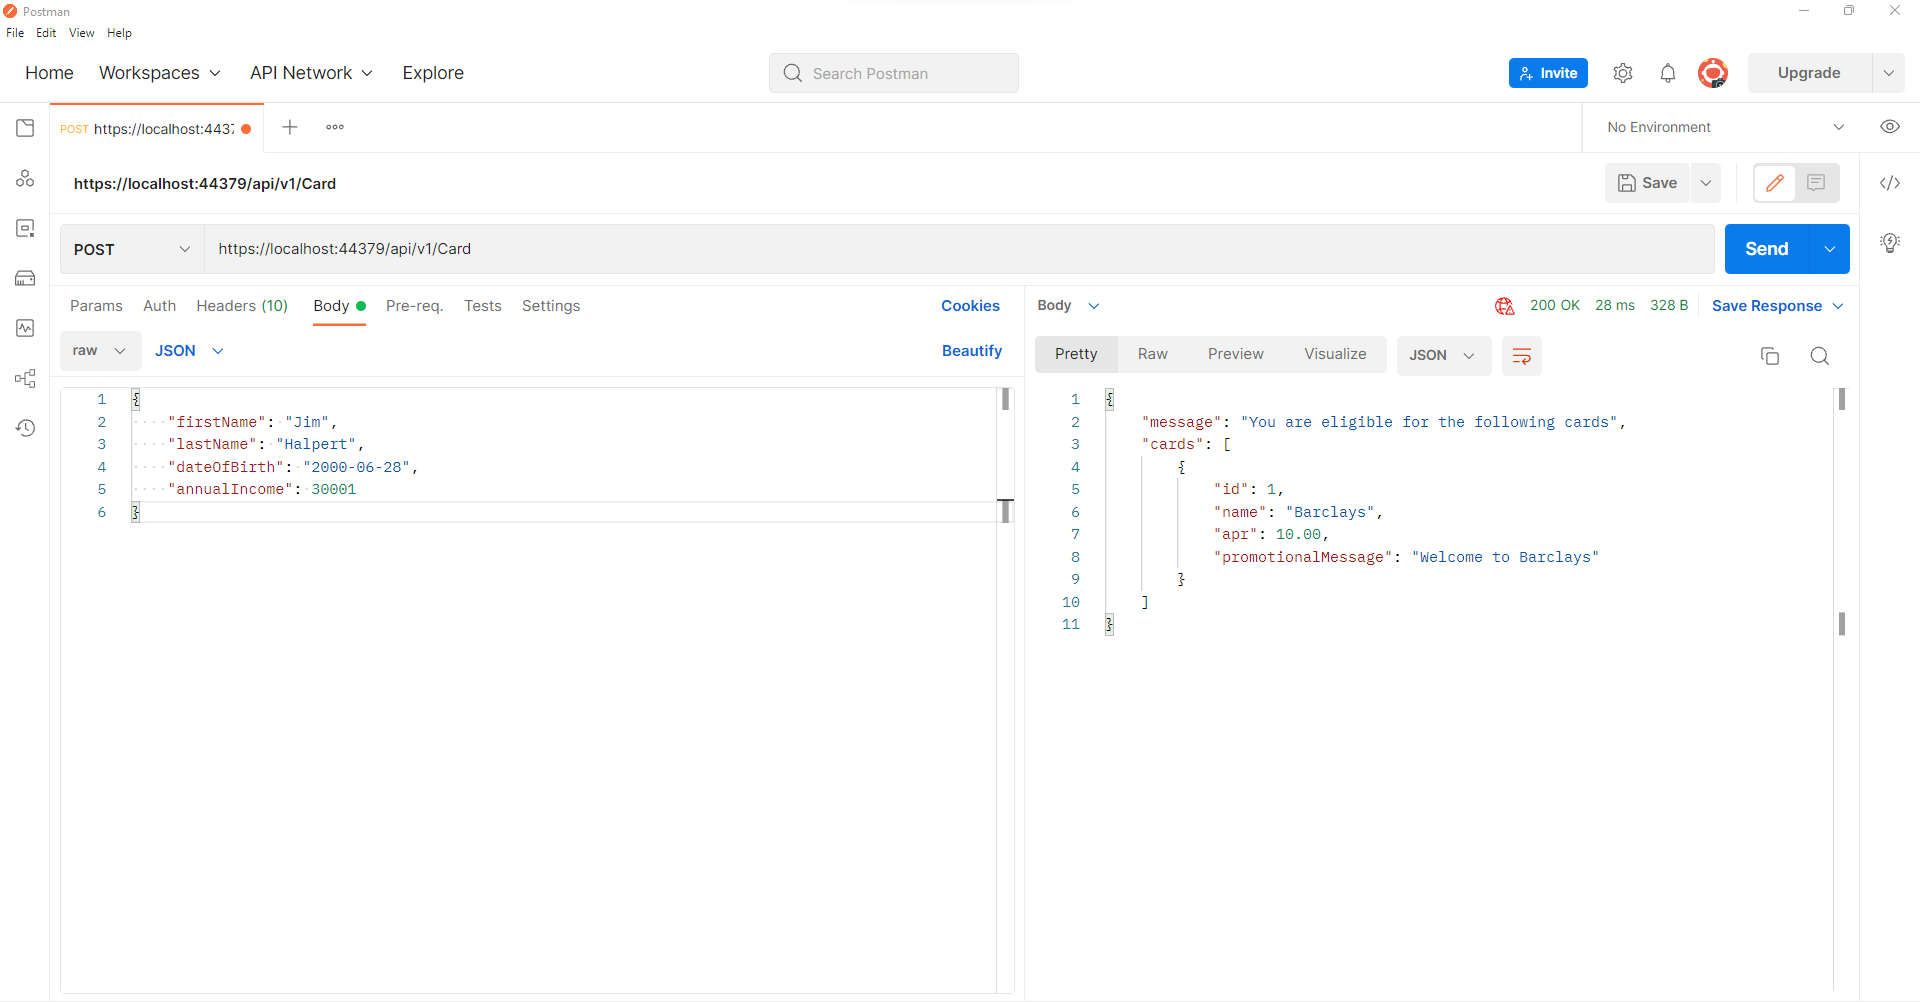 Postman
File Edit View Help
Home Workspaces API Network Explore
Search Postman
Invite
Upgrade
POST https://localhost:4437
No Environment
https://localhost:44379/api/v1/Card
Save
POST
https://localhost:44379/api/v1/Card
Send
Params Auth Headers (10) Body Pre-req. Tests Settings Cookies
raw JSON Beautify
1 {
2 "firstName": "Jim",
3 "lastName": "Halpert",
4 "dateOfBirth": "2000-06-28",
5 "annualIncome": 30001
6 }
Body 200 OK 28 ms 328 B Save Response
Pretty Raw Preview Visualize JSON
1 {
2 "message": "You are eligible for the following cards",
3 "cards": [
4 {
5 "id": 1,
6 "name": "Barclays",
7 "apr": 10.00,
8 "promotionalMessage": "Welcome to Barclays"
9 }
10 ]
11 }